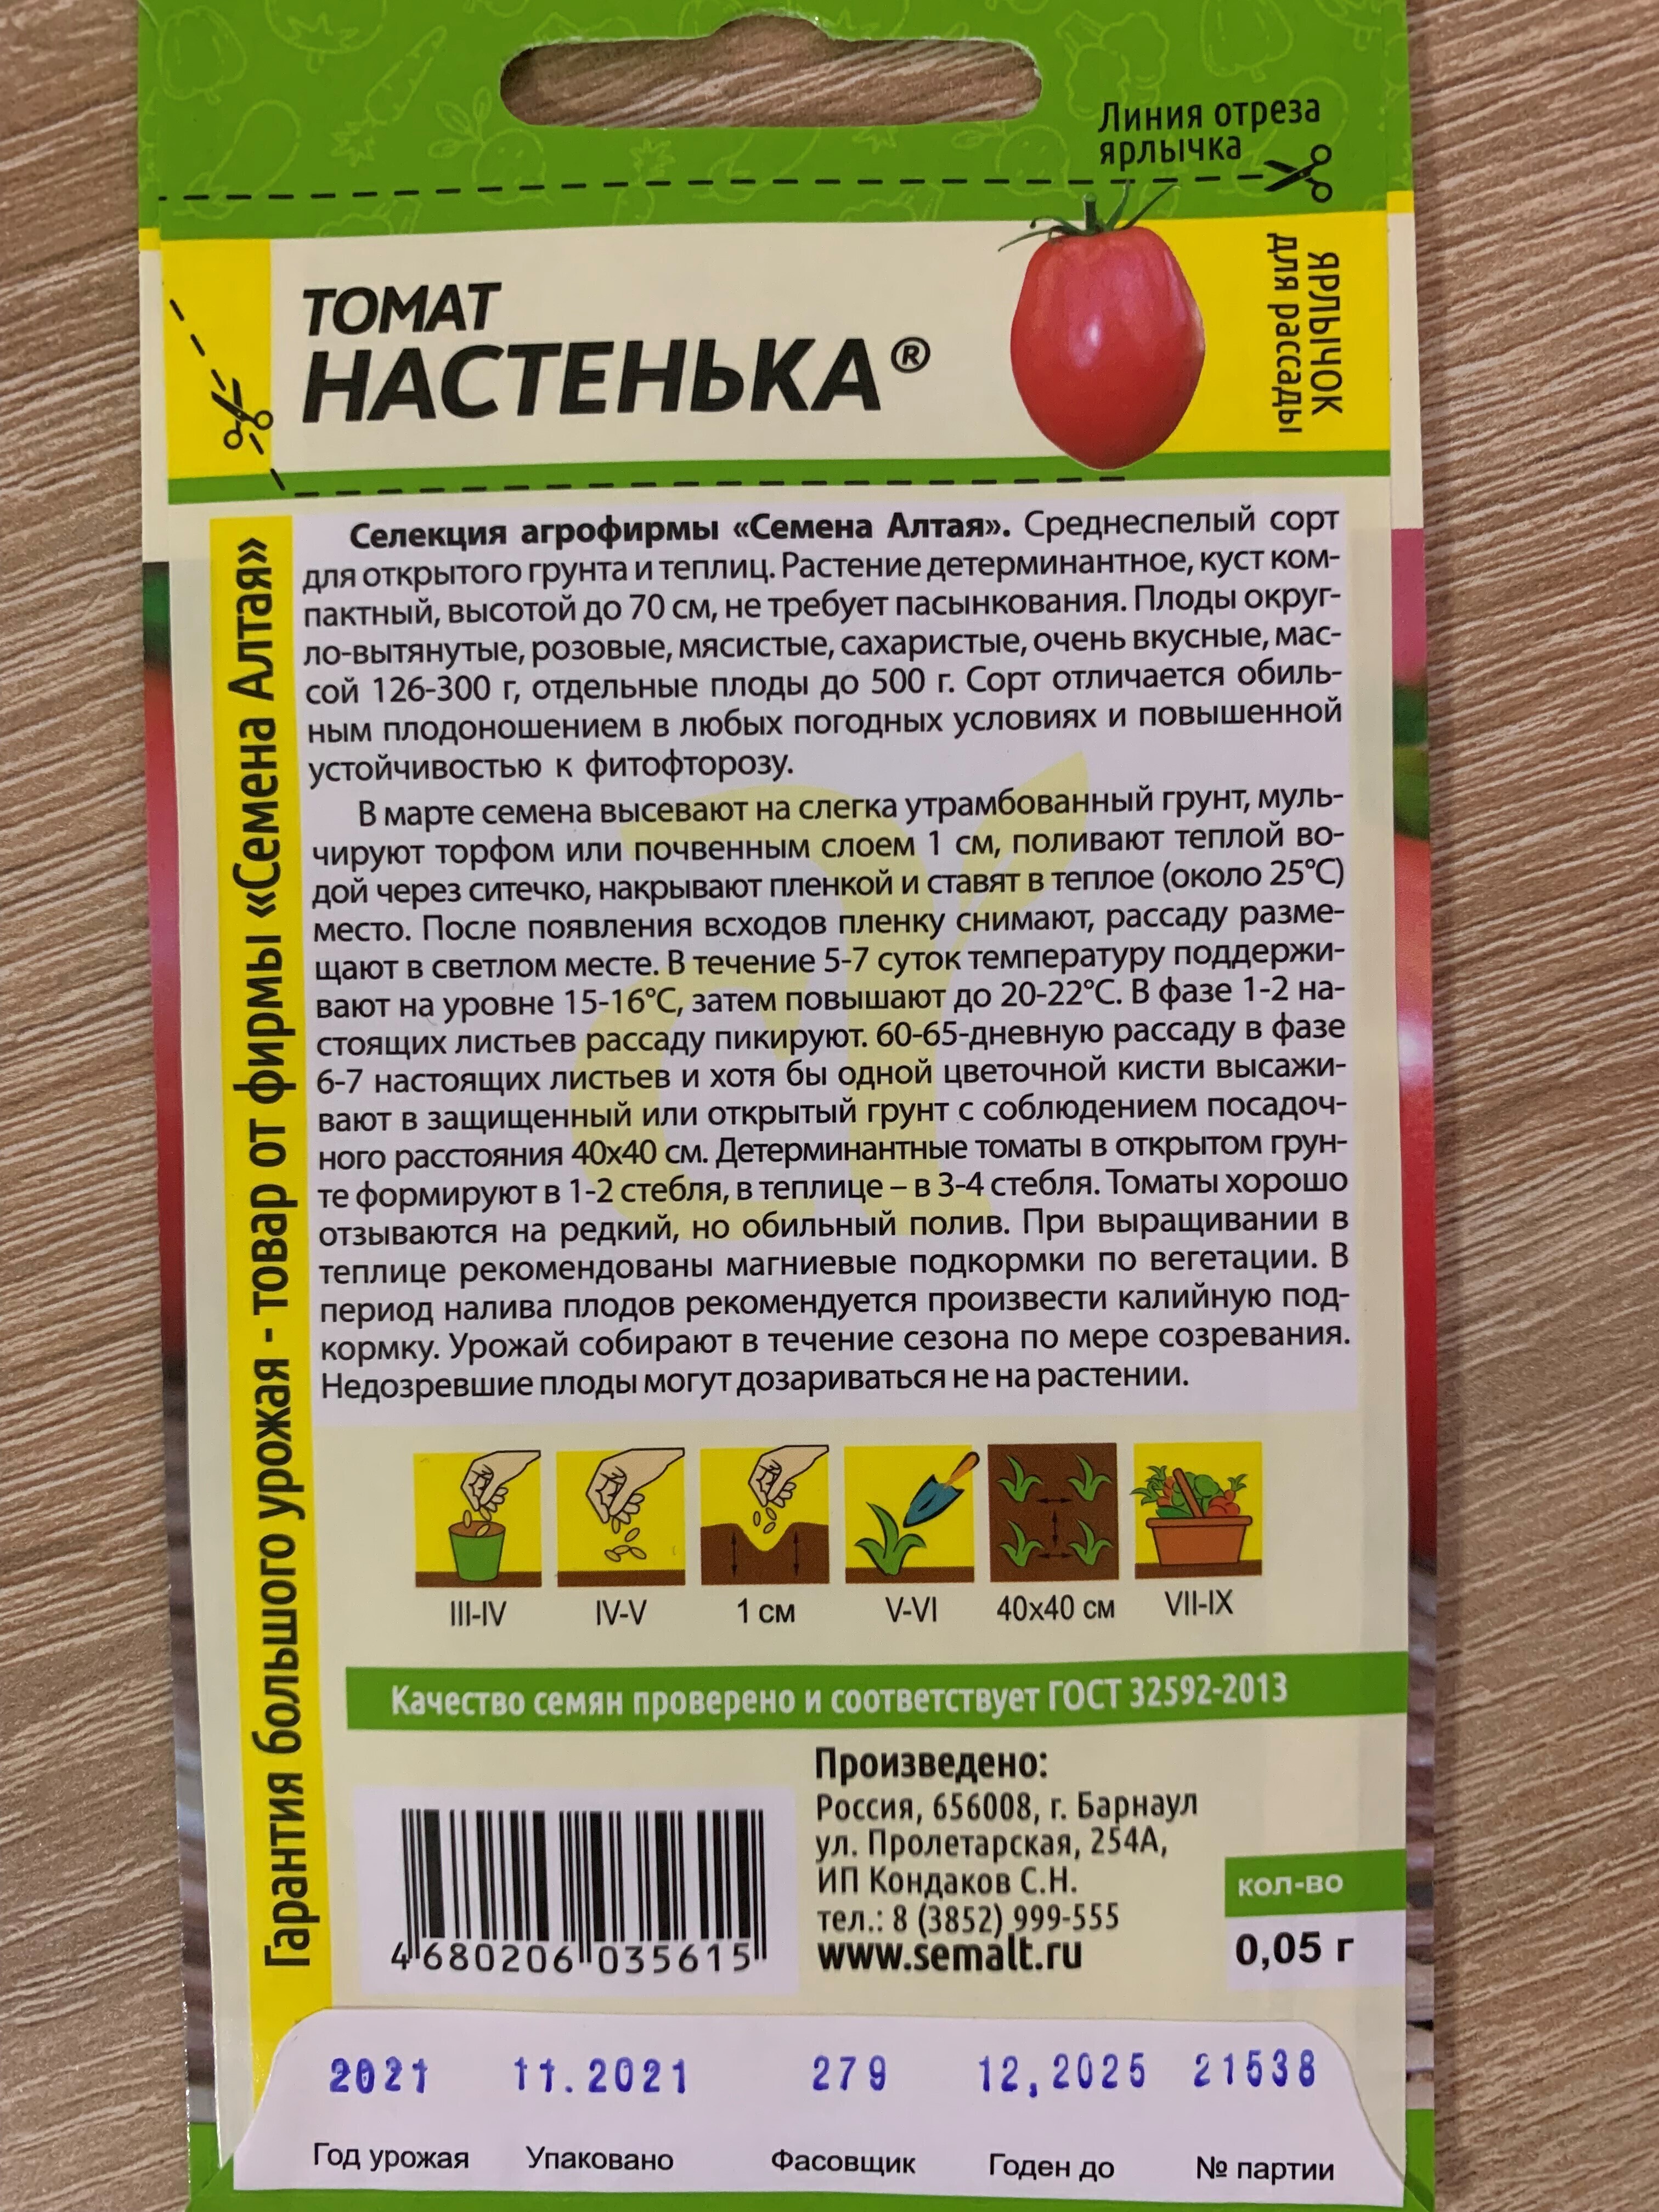 Линия отреза
ярлычка
ТОМАТ
НАСТЕНЬКА®
ЯРЛЫЧОК
для рассады
Гарантия большого урожая - товар от фирмы «Семена Алтая»
Селекция агрофирмы «Семена Алтая». Среднеспелый сорт
для открытого грунта и теплиц. Растение детерминантное, куст ком-
пактный, высотой до 70 см, не требует пасынкования. Плоды округ-
ло-вытянутые, розовые, мясистые, сахаристые, очень вкусные, мас-
сой 126-300 г, отдельные плоды до 500 г. Сорт отличается обиль-
ным плодоношением в любых погодных условиях и повышенной
устойчивостью к фитофторозу.
В марте семена высевают на слегка утрамбованный грунт, муль-
чируют торфом или почвенным слоем 1 см, поливают теплой во-
дой через ситечко, накрывают пленкой и ставят в теплое (около 25°С)
место. После появления всходов пленку снимают, рассаду разме-
щают в светлом месте. В течение 5-7 суток температуру поддержи-
вают на уровне 15-16°С, затем повышают до 20-22°С. В фазе 1-2 на-
стоящих листьев рассаду пикируют. 60-65-дневную рассаду в фазе
6-7 настоящих листьев и хотя бы одной цветочной кисти высажи-
вают в защищенный или открытый грунт с соблюдением посадоч-
ного расстояния 40х40 см. Детерминантные томаты в открытом грун-
те формируют в 1-2 стебля, в теплице – в 3-4 стебля. Томаты хорошо
отзываются на редкий, но обильный полив. При выращивании в
теплице рекомендованы магниевые подкормки по вегетации. В
период налива плодов рекомендуется произвести калийную под-
кормку. Урожай собирают в течение сезона по мере созревания.
Недозревшие плоды могут дозариваться не на растении.
III-IV IV-V 1 см V-VI 40х40 см VII-IX
Качество семян проверено и соответствует ГОСТ 32592-2013
Произведено:
Россия, 656008, г. Барнаул
ул. Пролетарская, 254А,
ИП Кондаков С.Н.
тел.: 8 (3852) 999-555
www.semalt.ru
кол-во
0,05 г
4 680206 035615
2021 11.2021 279 12,2025 21538
Год урожая Упаковано Фасовщик Годен до № партии